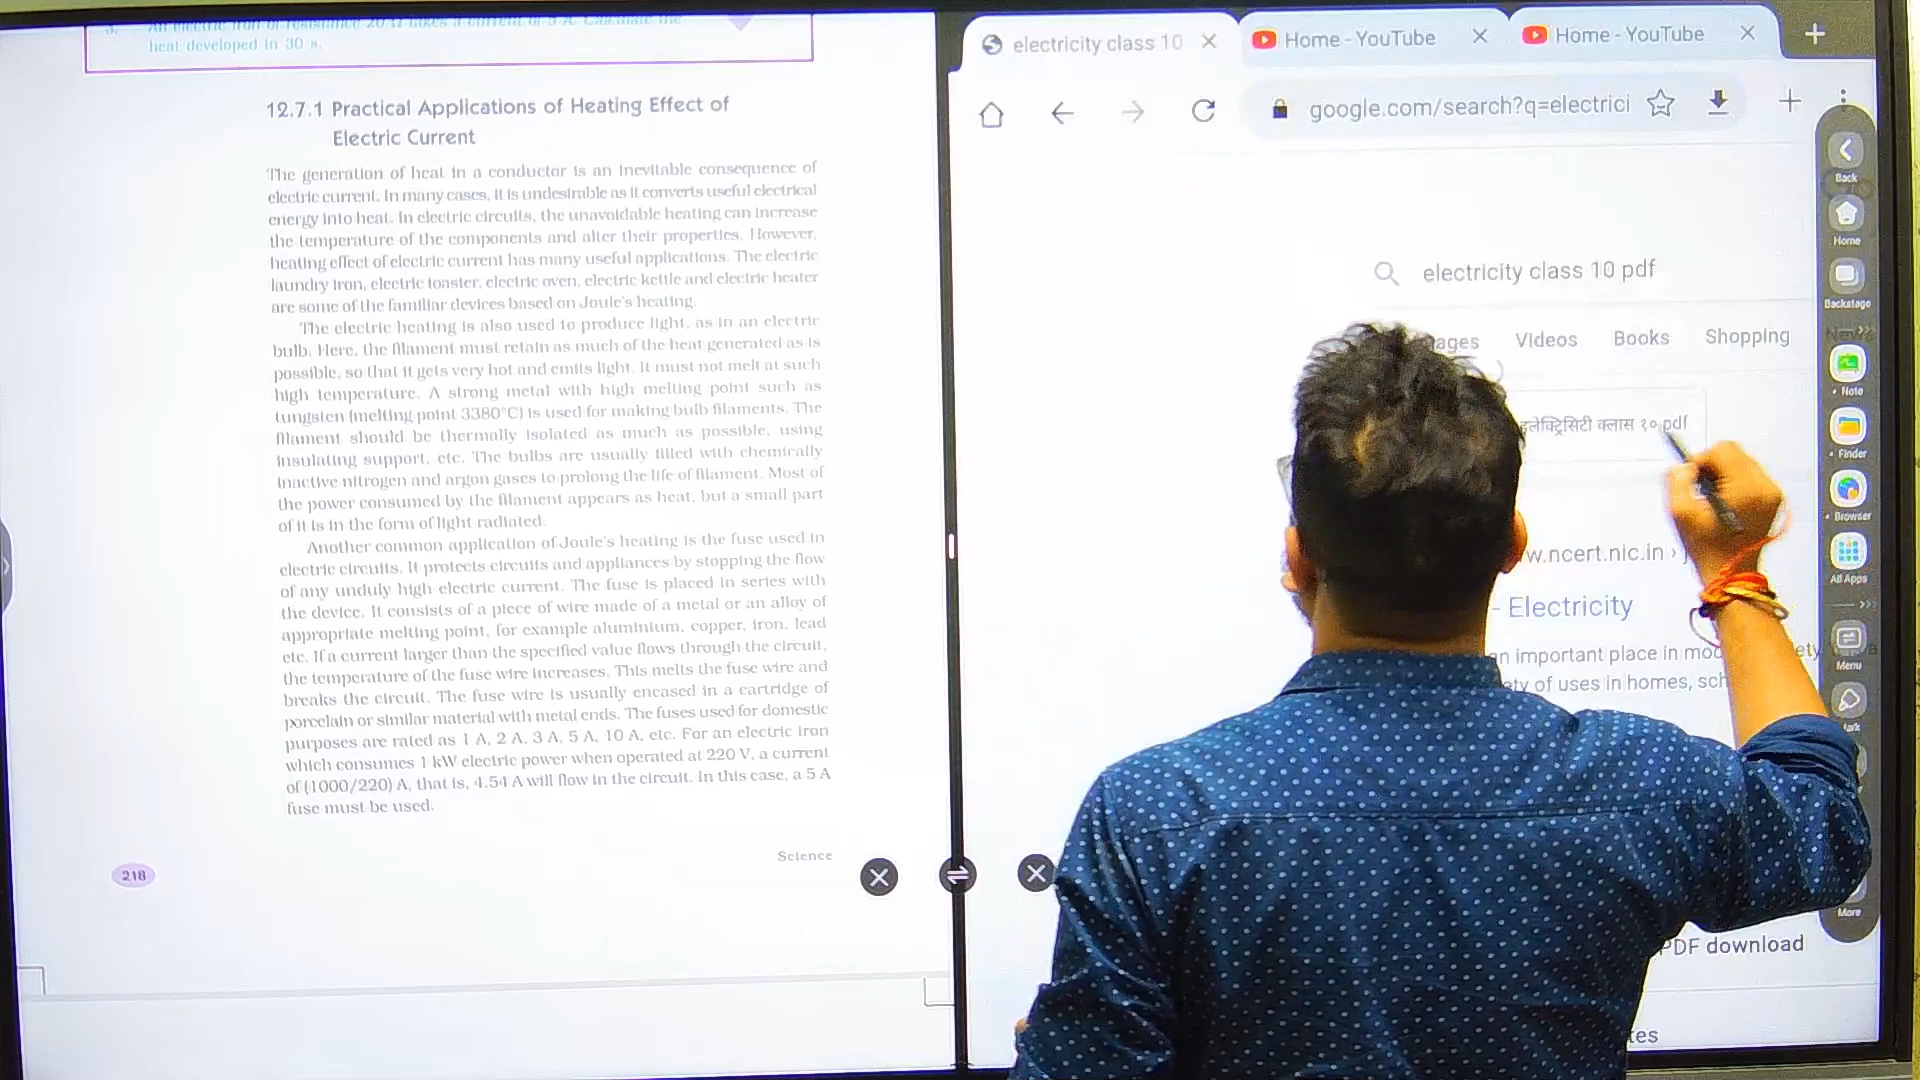 3. An electric iron of resistance 20 Ω takes a current of 5 A. Calculate the
heat developed in 30 s.
12.7.1 Practical Applications of Heating Effect of
Electric Current
The generation of heat in a conductor is an inevitable consequence of
electric current. In many cases, it is undesirable as it converts useful electrical
energy into heat. In electric circuits, the unavoidable heating can increase
the temperature of the components and alter their properties. However,
heating effect of electric current has many useful applications. The electric
laundry iron, electric toaster, electric oven, electric kettle and electric heater
are some of the familiar devices based on Joule's heating.
The electric heating is also used to produce light, as in an electric
bulb. Here, the filament must retain as much of the heat generated as is
possible, so that it gets very hot and emits light. It must not melt at such
high temperature. A strong metal with high melting point such as
tungsten (melting point 3380°C) is used for making bulb filaments. The
filament should be thermally isolated as much as possible, using
insulating support, etc. The bulbs are usually filled with chemically
inactive nitrogen and argon gases to prolong the life of filament. Most of
the power consumed by the filament appears as heat, but a small part
of it is in the form of light radiated.
Another common application of Joule's heating is the fuse used in
electric circuits. It protects circuits and appliances by stopping the flow
of any unduly high electric current. The fuse is placed in series with
the device. It consists of a piece of wire made of a metal or an alloy of
appropriate melting point, for example aluminium, copper, iron, lead
etc. If a current larger than the specified value flows through the circuit,
the temperature of the fuse wire increases. This melts the fuse wire and
breaks the circuit. The fuse wire is usually encased in a cartridge of
porcelain or similar material with metal ends. The fuses used for domestic
purposes are rated as 1 A, 2 A, 3 A, 5 A, 10 A, etc. For an electric iron
which consumes 1 kW electric power when operated at 220 V, a current
of (1000/220) A, that is, 4.54 A will flow in the circuit. In this case, a 5 A
fuse must be used.
Science
218
electricity class 10
Home - YouTube
Home - YouTube
google.com/search?q=electrici
electricity class 10 pdf
ages Videos Books Shopping News
इलेक्ट्रिसिटी क्लास १० pdf
w.ncert.nic.in ›
- Electricity
an important place in mod ety
ety of uses in homes, sch
PDF download
tes
Back
Home
Backstage
Note
Finder
Browser
All Apps
Menu
More